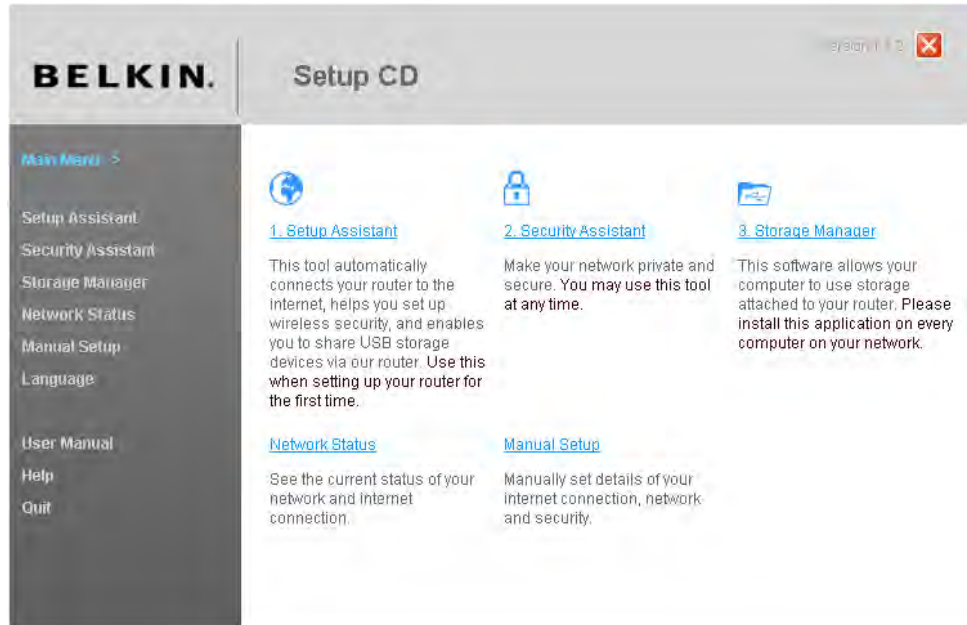 BELKIN.
Setup CD
Main Menu >
Setup Assistant
Security Assistant
Storage Manager
Network Status
Manual Setup
Language
User Manual
Help
Quit
1. Setup Assistant
This tool automatically
connects your router to the
Internet, helps you set up
wireless security, and enables
you to share USB storage
devices via our router. Use this
when setting up your router for
the first time.
2. Security Assistant
Make your network private and
secure. You may use this tool
at any time.
3. Storage Manager
This software allows your
computer to use storage
attached to your router. Please
install this application on every
computer on your network.
Network Status
See the current status of your
network and internet
connection.
Manual Setup
Manually set details of your
internet connection, network
and security.